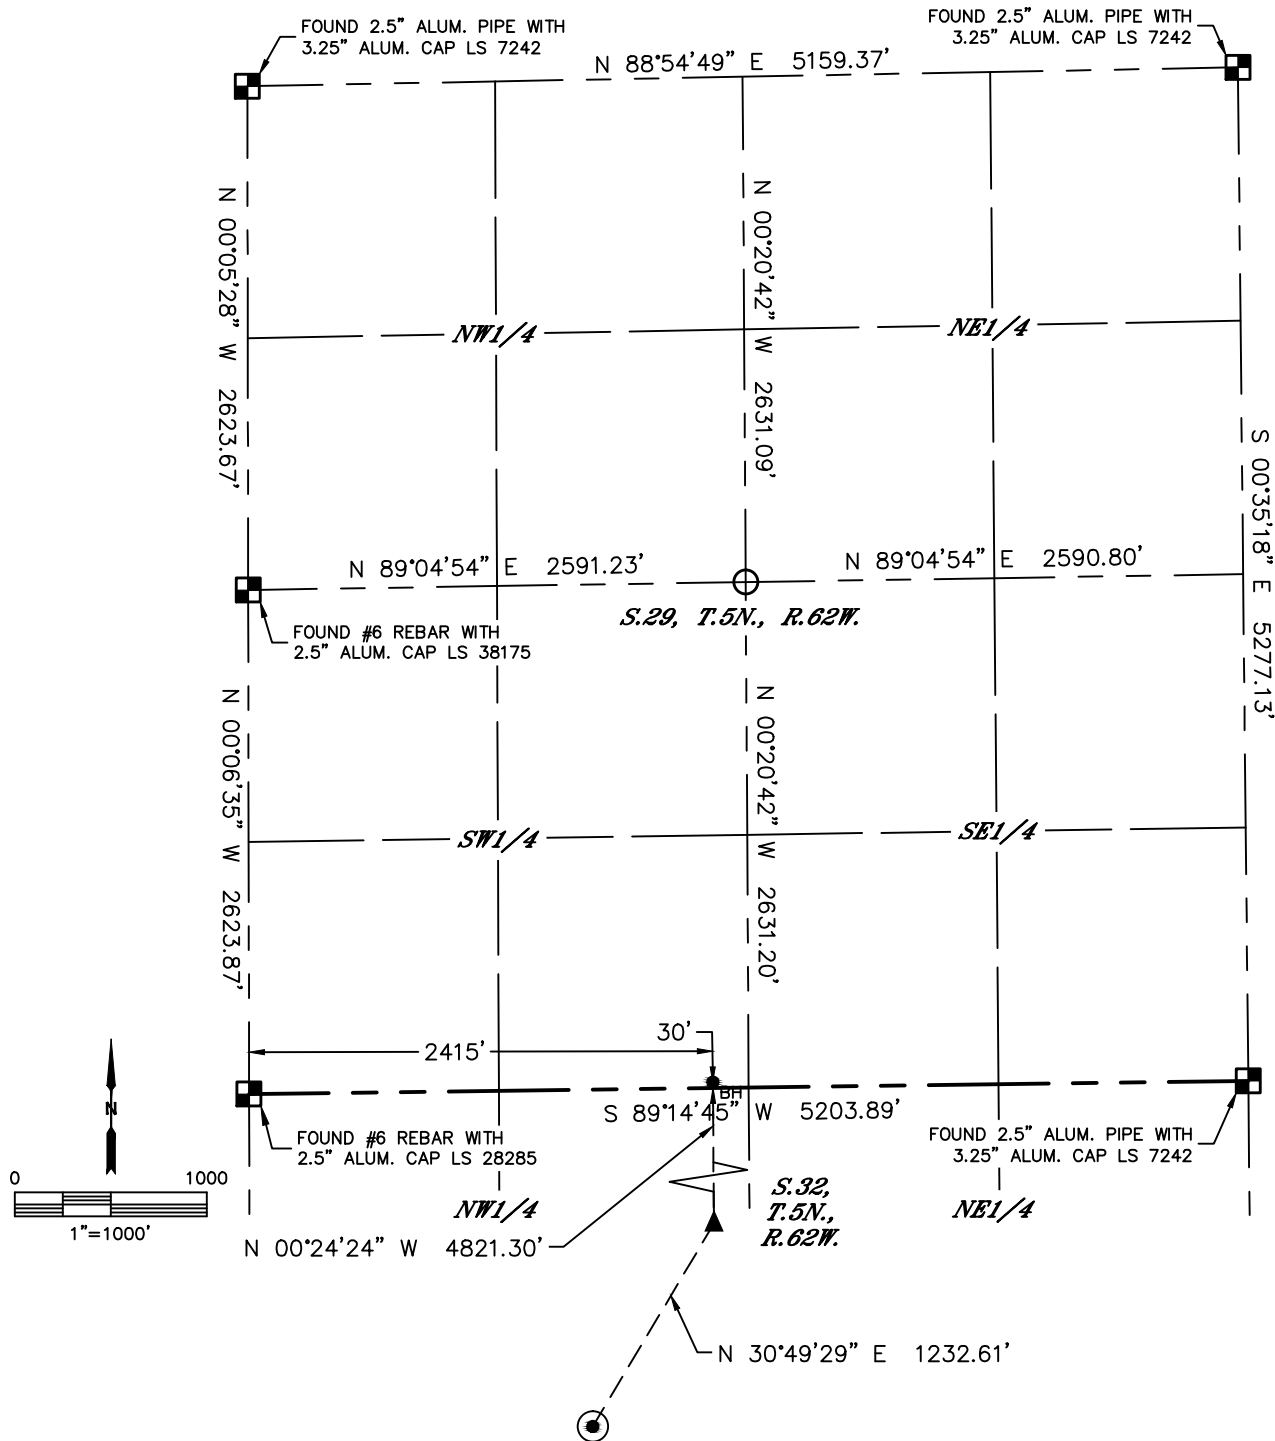 FOUND 2.5" ALUM. PIPE WITH
3.25" ALUM. CAP LS 7242
FOUND 2.5" ALUM. PIPE WITH
3.25" ALUM. CAP LS 7242
N 88°54'49" E 5159.37'
N 00°05'28" W 2623.67'
N 00°20'42" W 2631.09'
NW1/4
NE1/4
S 00°35'18" E 5277.13'
N 89°04'54" E 2591.23'
N 89°04'54" E 2590.80'
S.29, T.5N., R.62W.
FOUND #6 REBAR WITH
2.5" ALUM. CAP LS 38175
N 00°06'35" W 2623.87'
N 00°20'42" W 2631.20'
SW1/4
SE1/4
30'
2415'
BH
S 89°14'45" W 5203.89'
N
FOUND #6 REBAR WITH
2.5" ALUM. CAP LS 28285
FOUND 2.5" ALUM. PIPE WITH
3.25" ALUM. CAP LS 7242
0 1000
1"=1000'
NW1/4
S.32,
T.5N.,
R.62W.
NE1/4
N 00°24'24" W 4821.30'
N 30°49'29" E 1232.61'